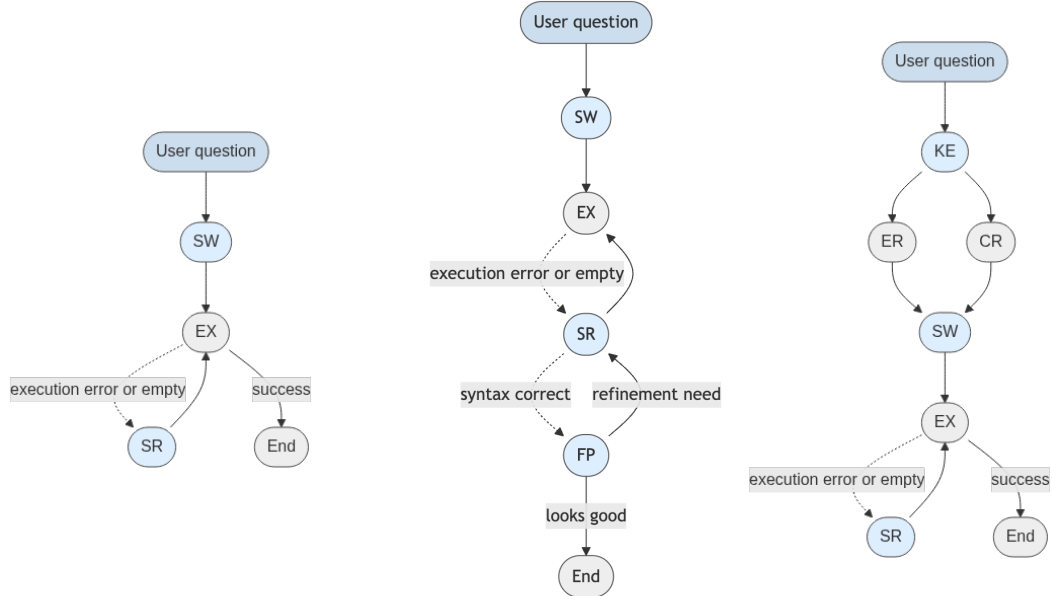 User question
SW
EX
execution error or empty
success
SR
End
User question
SW
EX
execution error or empty
SR
syntax correct
refinement need
FP
looks good
End
User question
KE
ER
CR
SW
EX
execution error or empty
success
SR
End